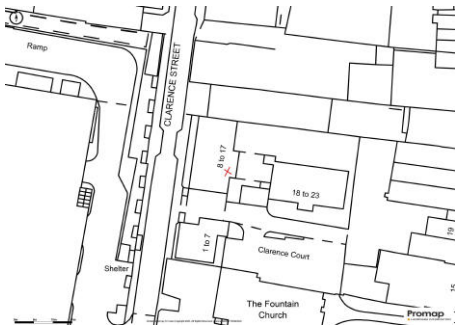 Ramp
CLARENCE STREET
8 to 17
18 to 23
1 to 7
Clarence Court
19
Shelter
15
The Fountain
Church
Promap